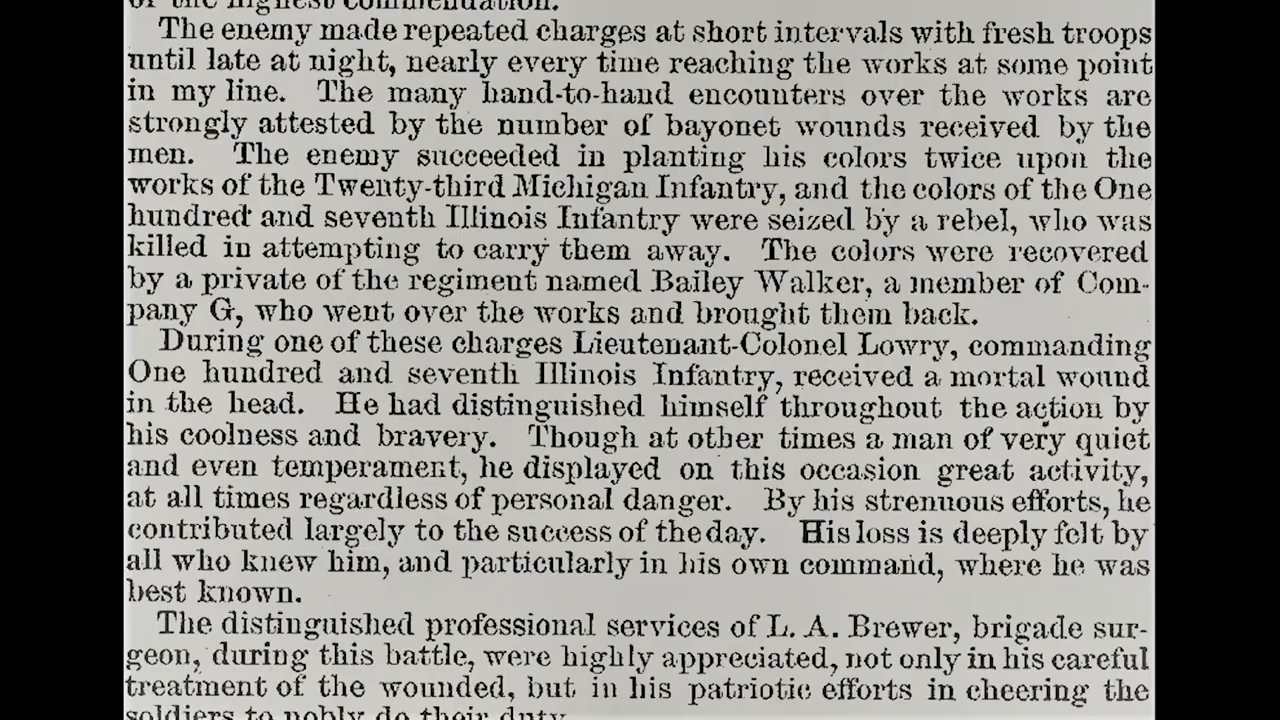 of the highest commendation.
The enemy made repeated charges at short intervals with fresh troops
until late at night, nearly every time reaching the works at some point
in my line. The many hand-to-hand encounters over the works are
strongly attested by the number of bayonet wounds received by the
men. The enemy succeeded in planting his colors twice upon the
works of the Twenty-third Michigan Infantry, and the colors of the One
hundred and seventh Illinois Infantry were seized by a rebel, who was
killed in attempting to carry them away. The colors were recovered
by a private of the regiment named Bailey Walker, a member of Com-
pany G, who went over the works and brought them back.
During one of these charges Lieutenant-Colonel Lowry, commanding
One hundred and seventh Illinois Infantry, received a mortal wound
in the head. He had distinguished himself throughout the action by
his coolness and bravery. Though at other times a man of very quiet
and even temperament, he displayed on this occasion great activity,
at all times regardless of personal danger. By his strenuous efforts, he
contributed largely to the success of the day. His loss is deeply felt by
all who knew him, and particularly in his own command, where he was
best known.
The distinguished professional services of L. A. Brewer, brigade sur-
geon, during this battle, were highly appreciated, not only in his careful
treatment of the wounded, but in his patriotic efforts in cheering the
soldiers to nobly do their duty.